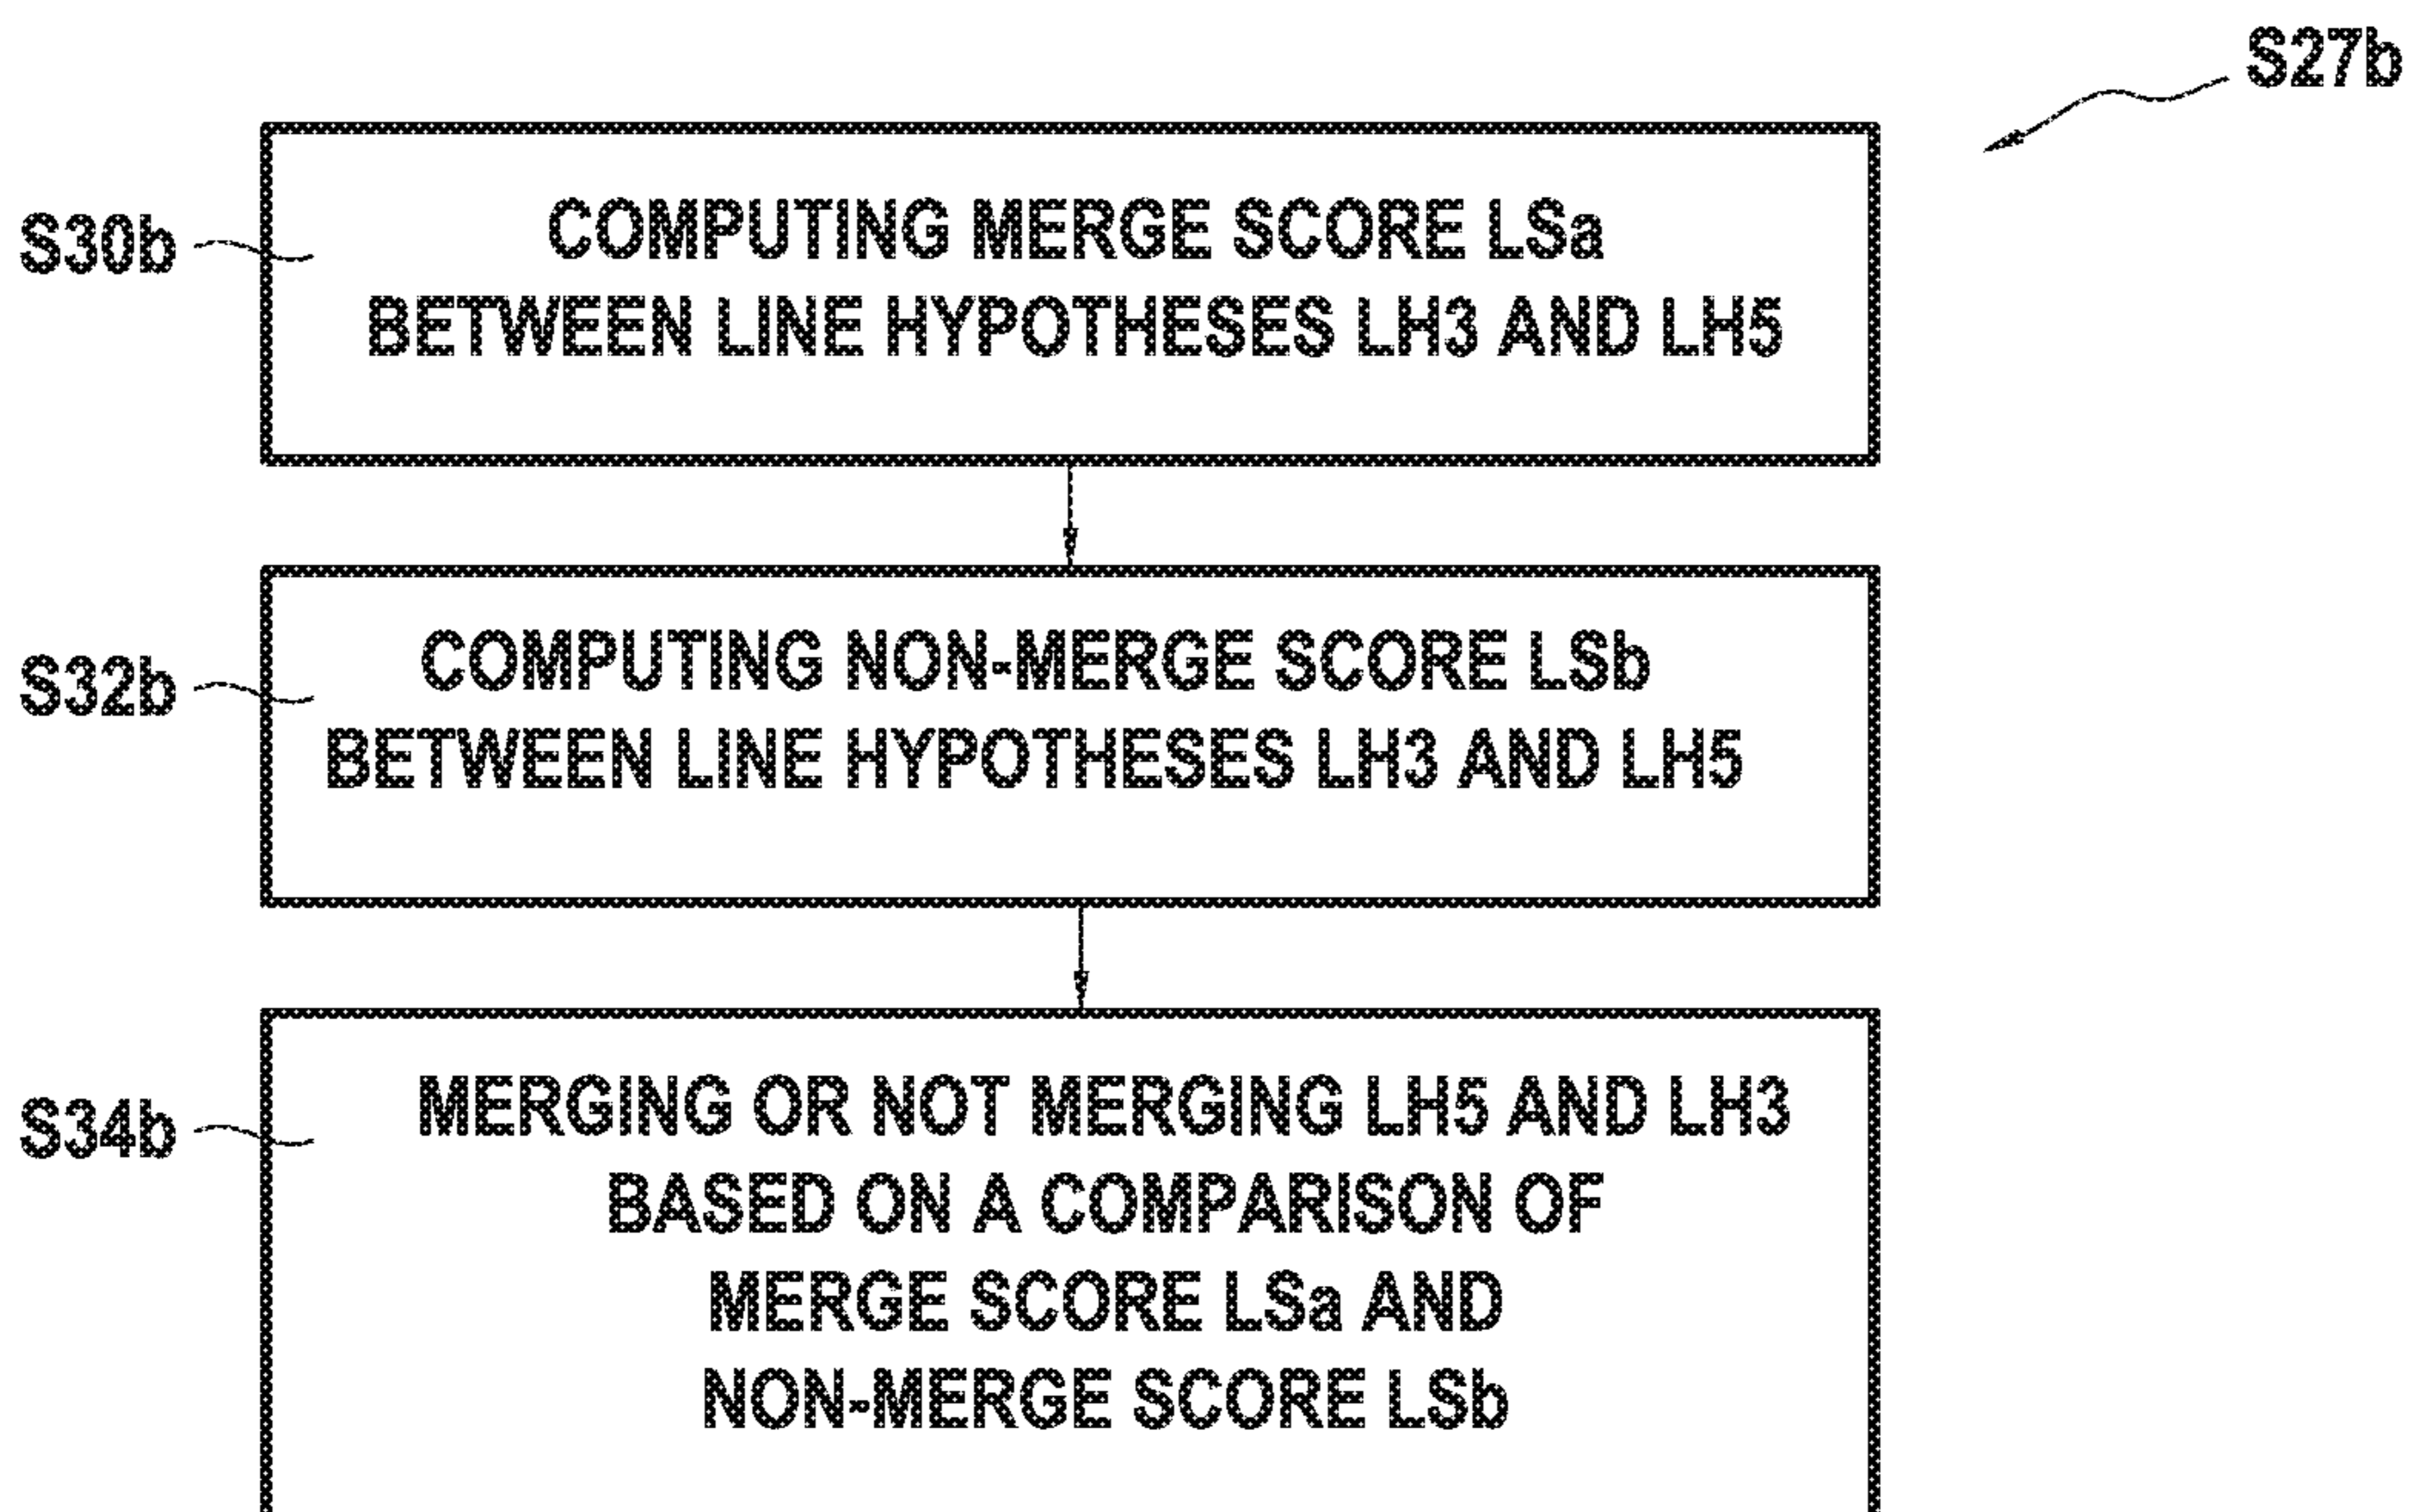 S27b
S30b
COMPUTING MERGE SCORE LSa
BETWEEN LINE HYPOTHESES LH3 AND LH5
S32b
COMPUTING NON-MERGE SCORE LSb
BETWEEN LINE HYPOTHESES LH3 AND LH5
S34b
MERGING OR NOT MERGING LH5 AND LH3
BASED ON A COMPARISON OF
MERGE SCORE LSa AND
NON-MERGE SCORE LSb